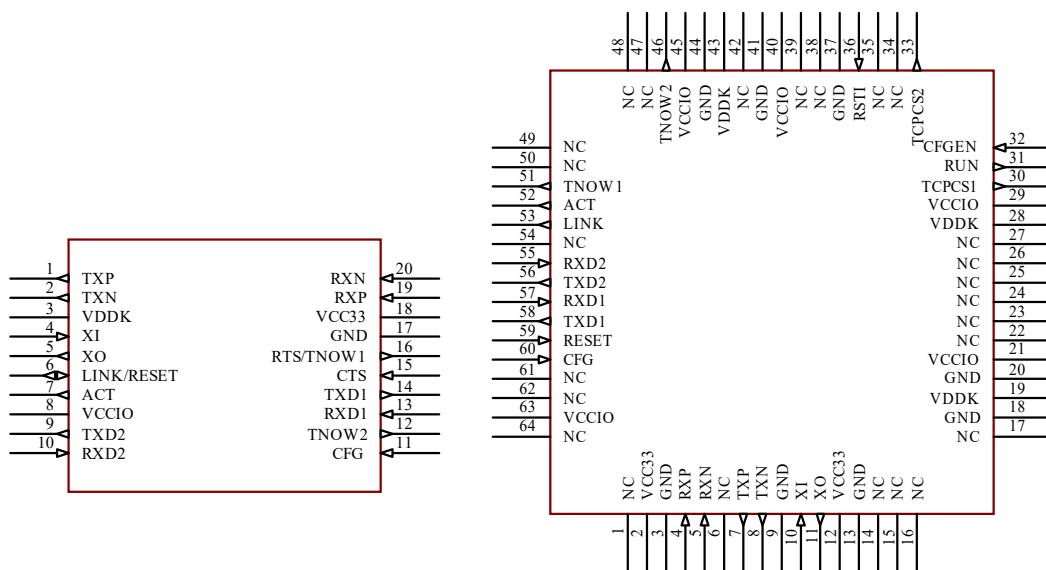 1 TXP RXN 20
2 TXN RXP 19
3 VDDK VCC33 18
4 XI GND 17
5 XO RTS/TNOW1 16
6 LINK/RESET CTS 15
7 ACT TXD1 14
8 VCCIO RXD1 13
9 TXD2 TNOW2 12
10 RXD2 CFG 11
48 47 46 45 44 43 42 41 40 39 38 37 36 35 34 33
NC NC TNOW2 VCCIO GND VDDK NC GND VCCIO NC NC GND RSTI NC NC TCPCS2
49 NC CFGEN 32
50 NC RUN 31
51 TNOW1 TCPCS1 30
52 ACT VCCIO 29
53 LINK VDDK 28
54 NC NC 27
55 RXD2 NC 26
56 TXD2 NC 25
57 RXD1 NC 24
58 TXD1 NC 23
59 RESET NC 22
60 CFG VCCIO 21
61 NC GND 20
62 NC VDDK 19
63 VCCIO GND 18
64 NC NC 17
NC VCC33 GND RXP RXN NC TXP TXN GND XI XO VCC33 GND NC NC NC
1 2 3 4 5 6 7 8 9 10 11 12 13 14 15 16